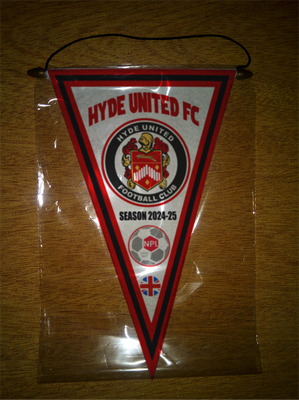 HYDE UNITED FC
HYDE UNITED
FOOTBALL CLUB
SEASON 2024-25
NPL